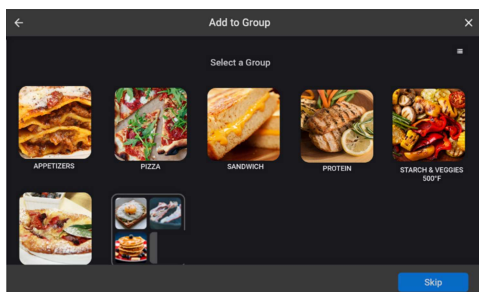 Add to Group
Select a Group
APPETIZERS
PIZZA
SANDWICH
PROTEIN
STARCH & VEGGIES
500°F
Skip